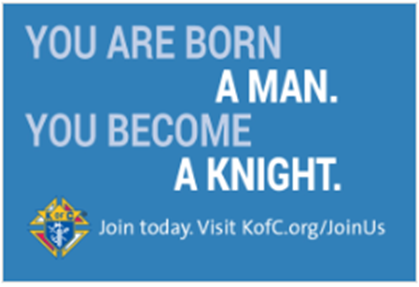 YOU ARE BORN
A MAN.
YOU BECOME
A KNIGHT.
K of C
Join today. Visit KofC.org/JoinUs